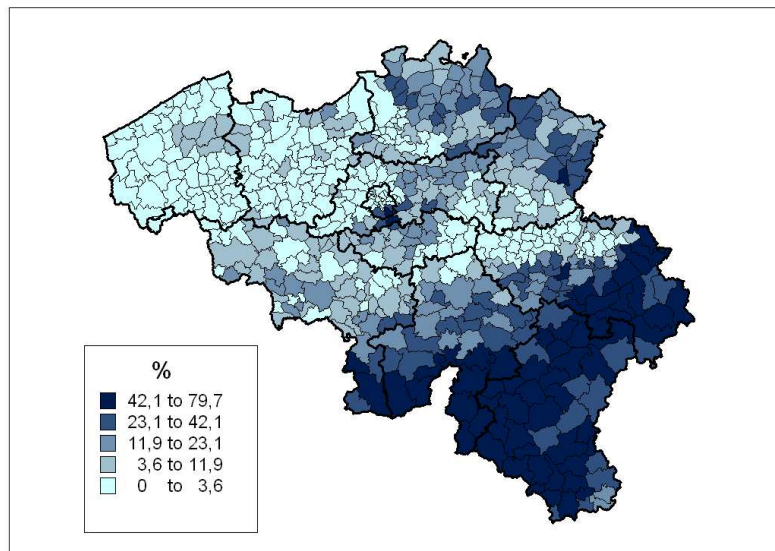 %
42,1 to 79,7
23,1 to 42,1
11,9 to 23,1
3,6 to 11,9
0 to 3,6